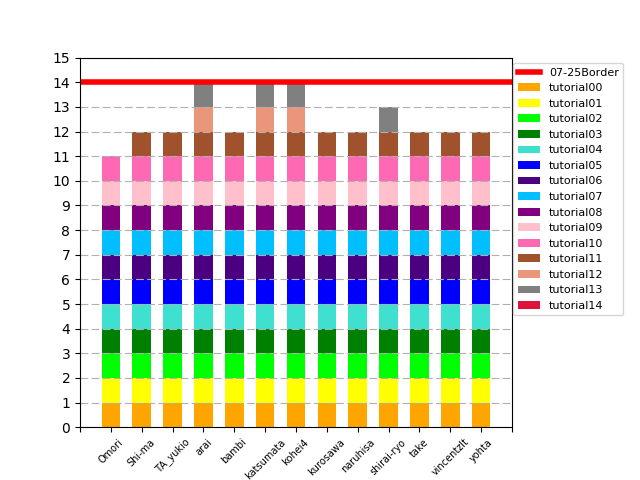 15
14
13
12
11
10
9
8
7
6
5
4
3
2
1
0
Omori
Shi-ma
TA_yukio
arai
bambi
katsumata
kohei4
kurosawa
naruhisa
shirai-ryo
take
vincentzlt
yohta
07-25Border
tutorial00
tutorial01
tutorial02
tutorial03
tutorial04
tutorial05
tutorial06
tutorial07
tutorial08
tutorial09
tutorial10
tutorial11
tutorial12
tutorial13
tutorial14